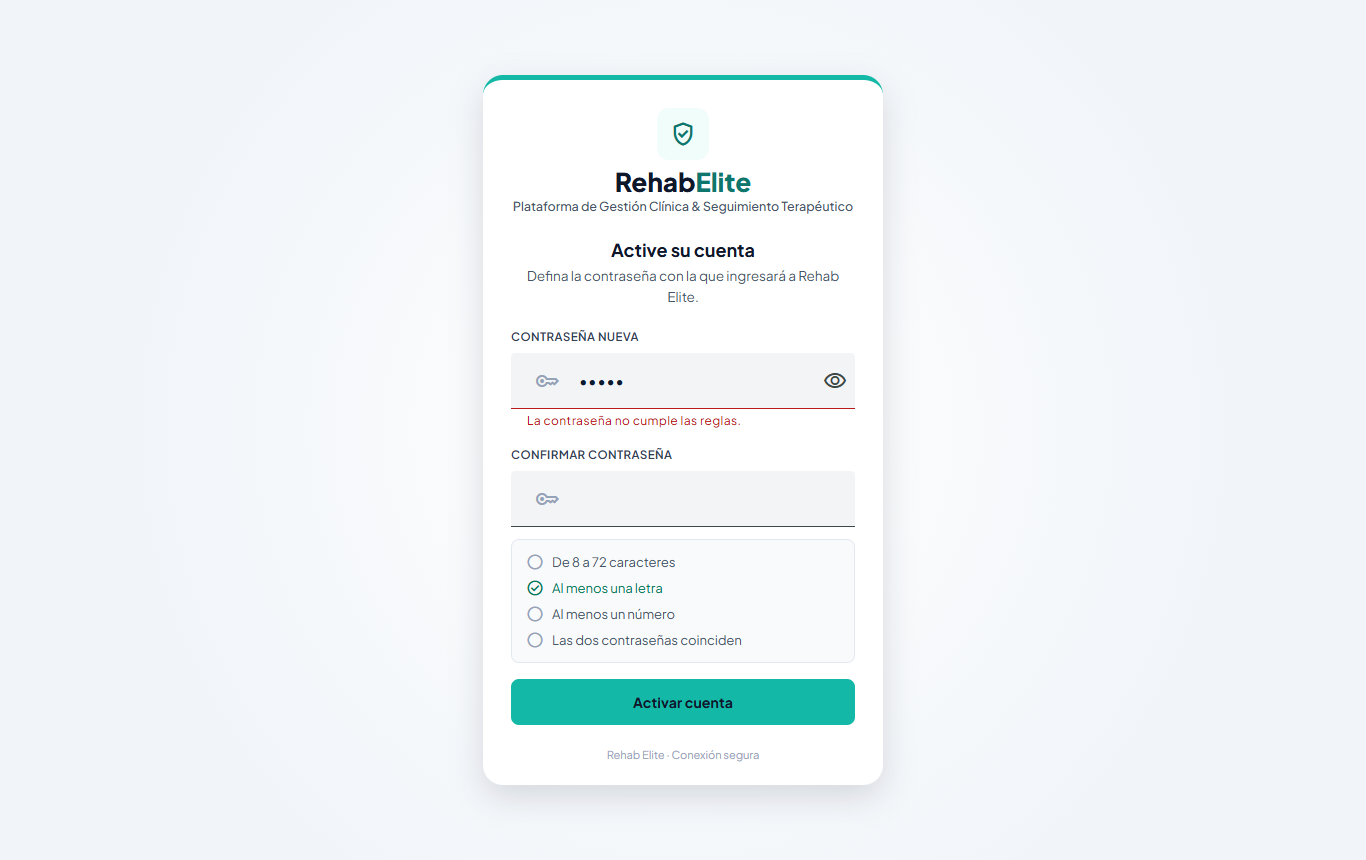 RehabElite
Plataforma de Gestión Clínica & Seguimiento Terapéutico
Active su cuenta
Defina la contraseña con la que ingresará a Rehab
Elite.
CONTRASEÑA NUEVA
•••••
La contraseña no cumple las reglas.
CONFIRMAR CONTRASEÑA
De 8 a 72 caracteres
Al menos una letra
Al menos un número
Las dos contraseñas coinciden
Activar cuenta
Rehab Elite · Conexión segura